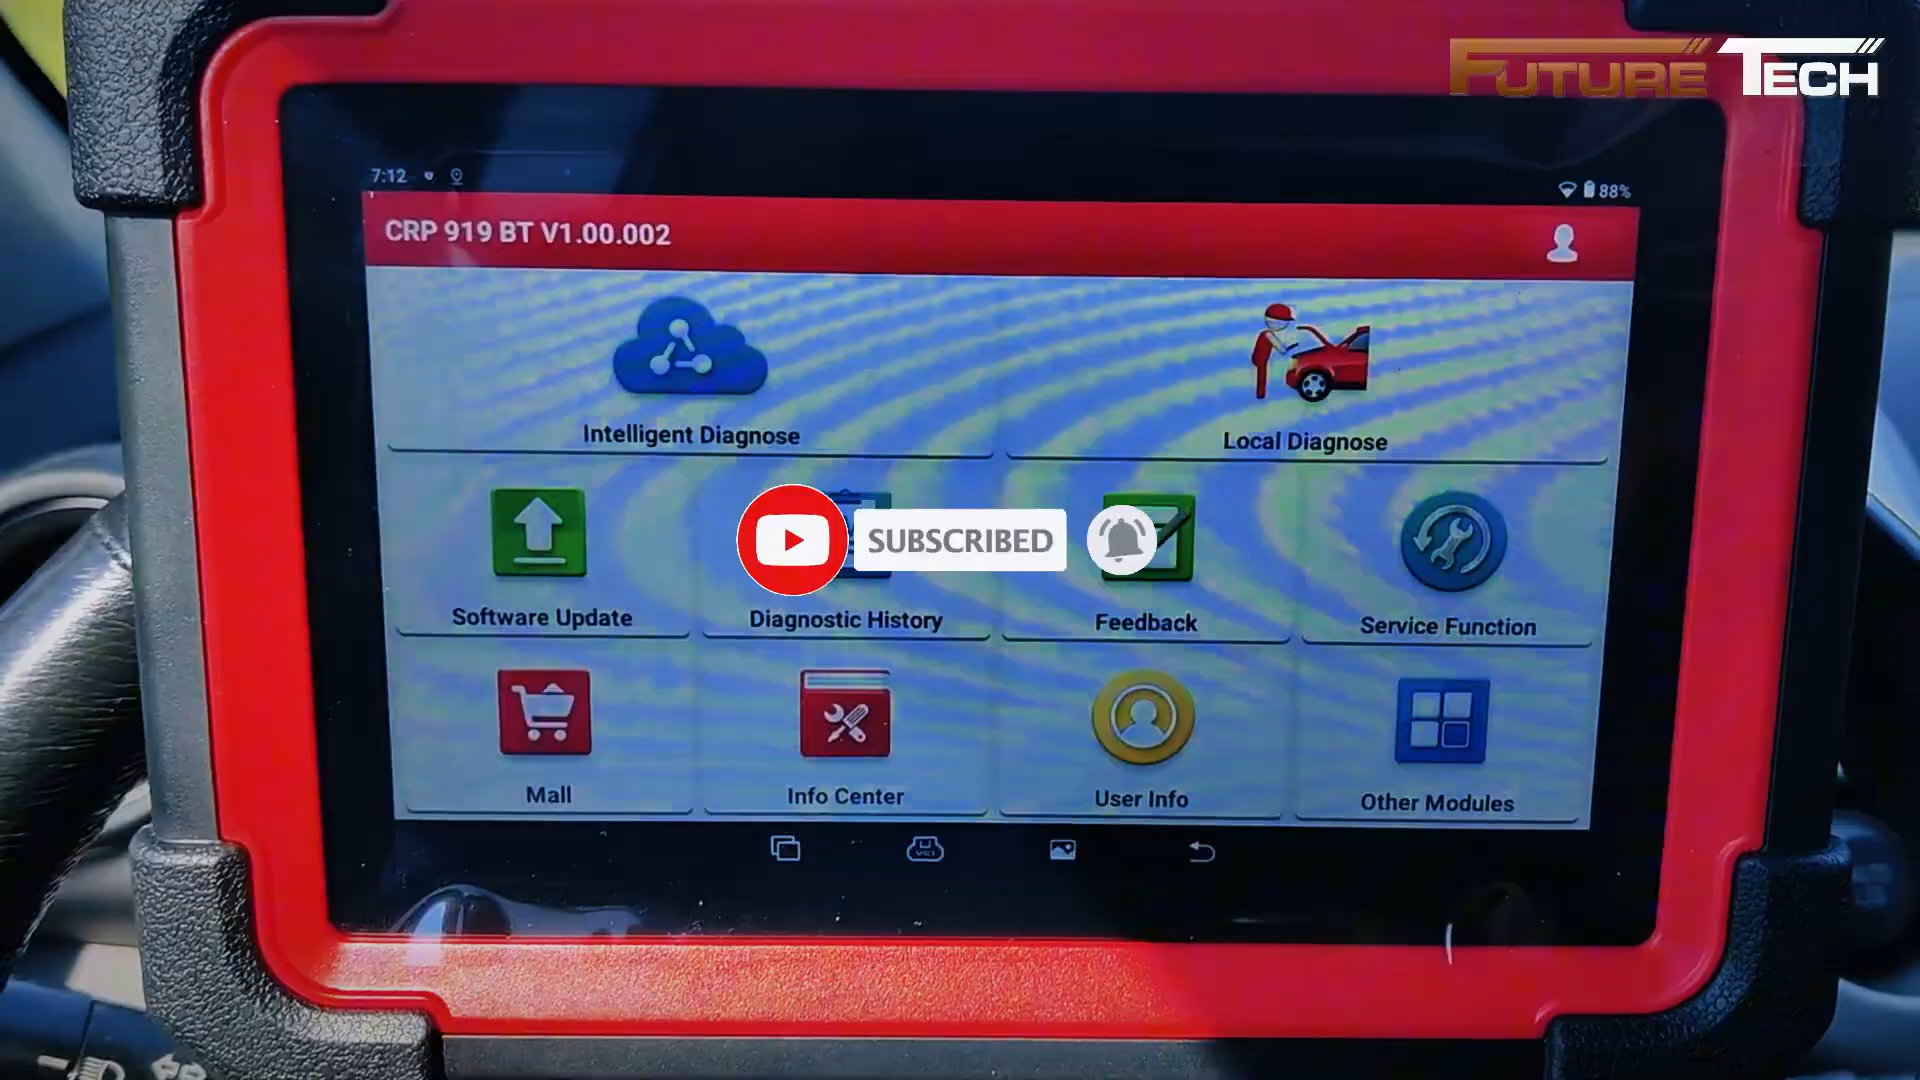 FUTURE TECH
7:12
88%
CRP 919 BT V1.00.002
Intelligent Diagnose
Local Diagnose
SUBSCRIBED
Software Update
Diagnostic History
Feedback
Service Function
Mall
Info Center
User Info
Other Modules
VCI